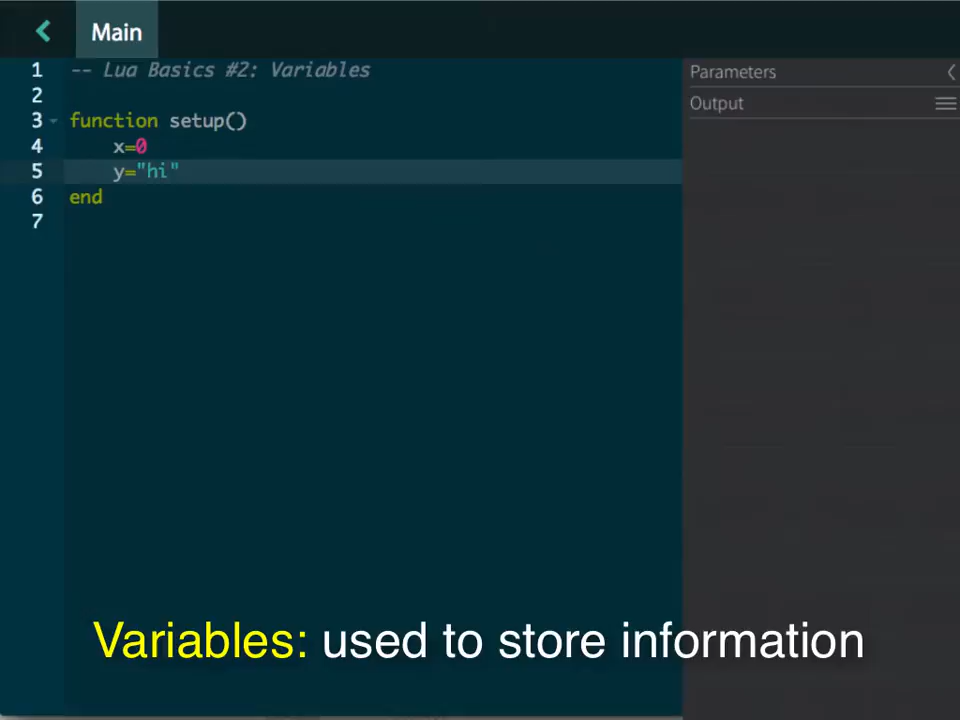 Main
1 -- Lua Basics #2: Variables
2
3 function setup()
4 x=0
5 y="hi"
6 end
7
Parameters
Output
Variables: used to store information